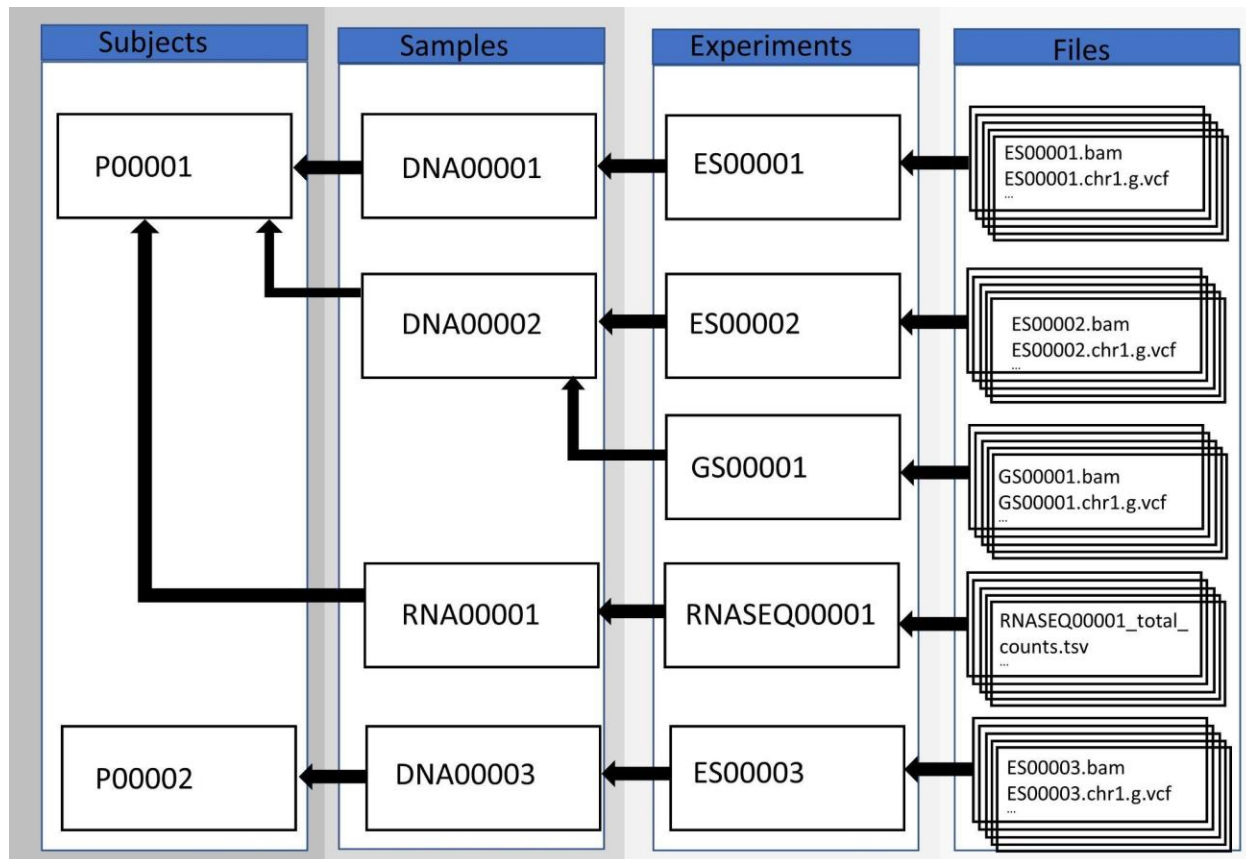 Subjects
Samples
Experiments
Files
P00001
DNA00001
ES00001
ES00001.bam
ES00001.chr1.g.vcf
...
DNA00002
ES00002
ES00002.bam
ES00002.chr1.g.vcf
...
GS00001
GS00001.bam
GS00001.chr1.g.vcf
...
RNA00001
RNASEQ00001
RNASEQ00001_total_
counts.tsv
...
P00002
DNA00003
ES00003
ES00003.bam
ES00003.chr1.g.vcf
...